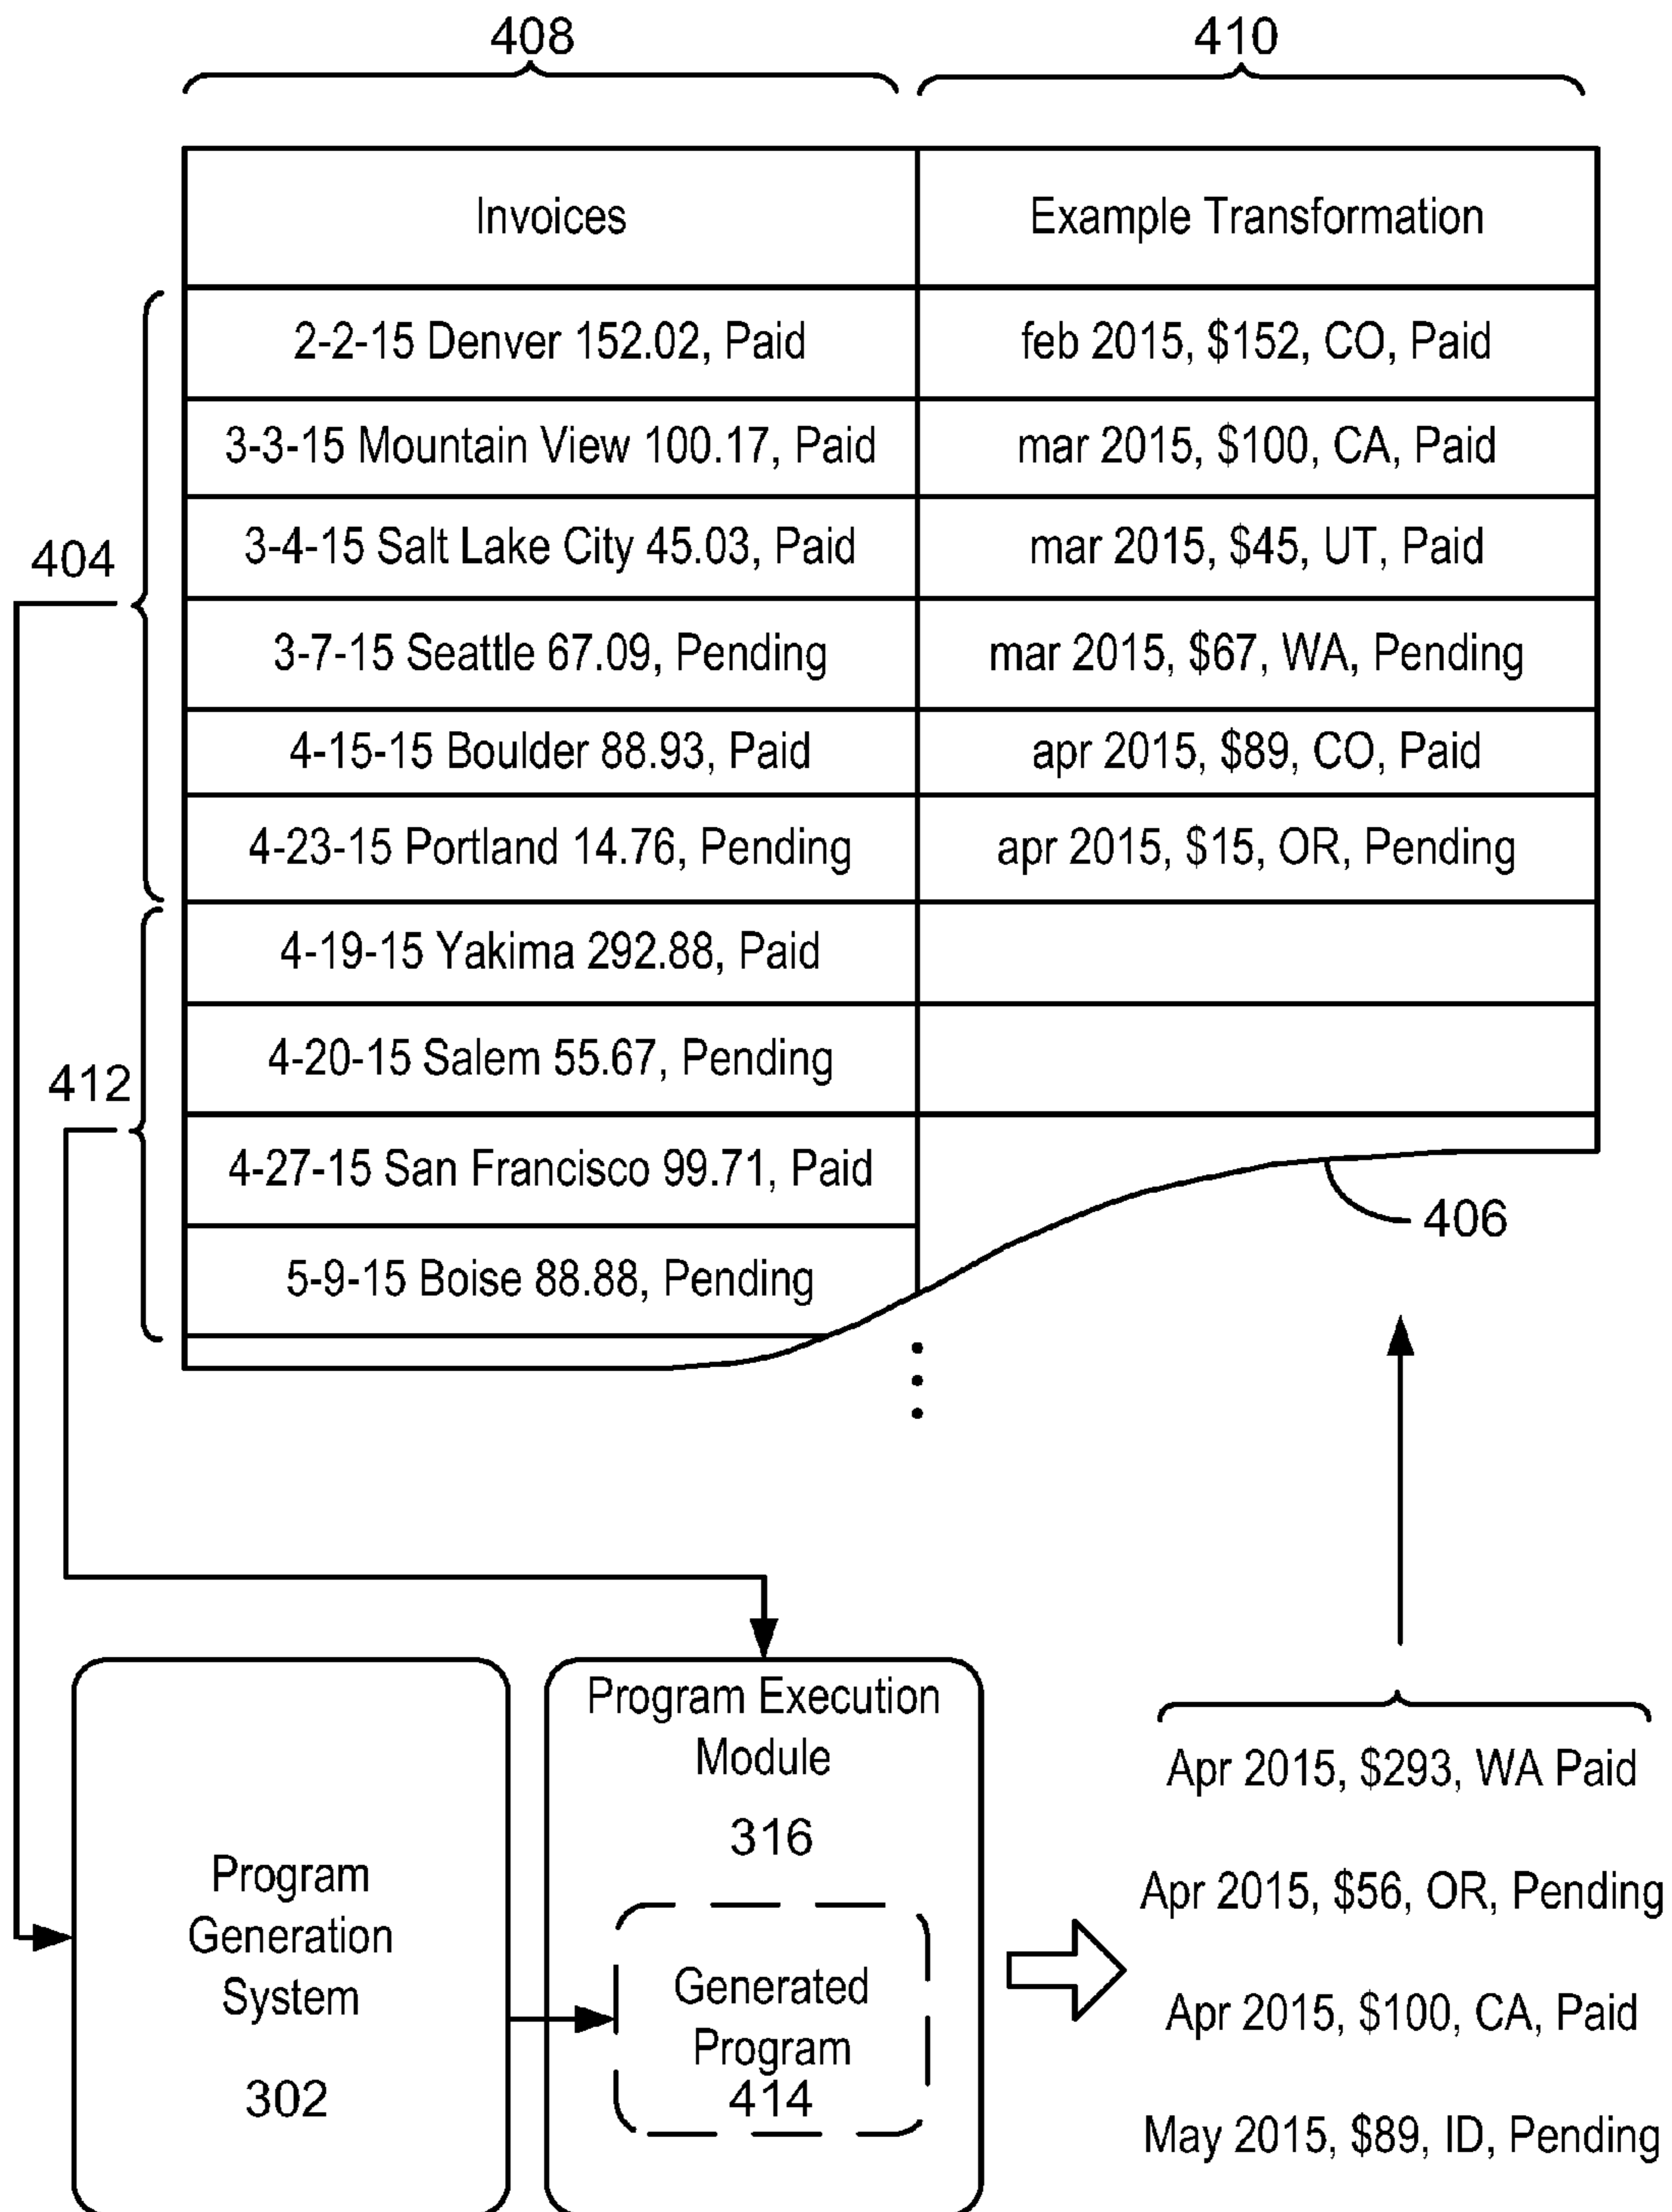 408
410
Invoices
Example Transformation
2-2-15 Denver 152.02, Paid
feb 2015, $152, CO, Paid
3-3-15 Mountain View 100.17, Paid
mar 2015, $100, CA, Paid
3-4-15 Salt Lake City 45.03, Paid
mar 2015, $45, UT, Paid
404
3-7-15 Seattle 67.09, Pending
mar 2015, $67, WA, Pending
4-15-15 Boulder 88.93, Paid
apr 2015, $89, CO, Paid
4-23-15 Portland 14.76, Pending
apr 2015, $15, OR, Pending
4-19-15 Yakima 292.88, Paid
4-20-15 Salem 55.67, Pending
412
4-27-15 San Francisco 99.71, Paid
406
5-9-15 Boise 88.88, Pending
Program
Generation
System
302
Program Execution
Module
316
Generated
Program
414
Apr 2015, $293, WA Paid
Apr 2015, $56, OR, Pending
Apr 2015, $100, CA, Paid
May 2015, $89, ID, Pending